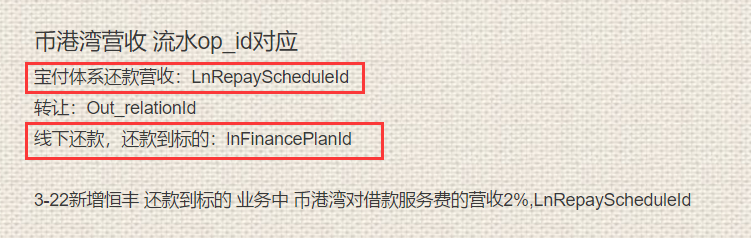 币港湾营收 流水op_id对应
宝付体系还款营收：LnRepayScheduleId
转让：Out_relationId
线下还款，还款到标的：lnFinancePlanId
3-22新增恒丰 还款到标的 业务中 币港湾对借款服务费的营收2%,LnRepayScheduleId